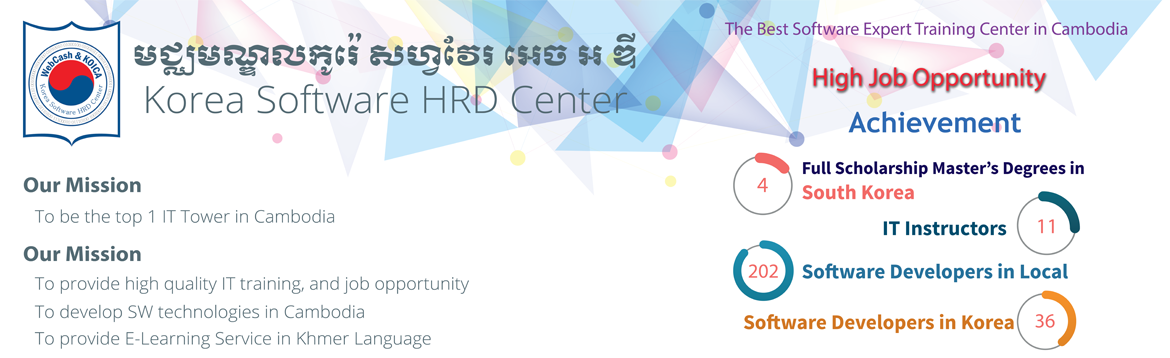 WebCash & KOICA
Korea Software HRD Center
មជ្ឈមណ្ឌលកូរ៉េ សហ្វវែរ អេច អ ឌី
Korea Software HRD Center
Our Mission
To be the top 1 IT Tower in Cambodia
Our Mission
To provide high quality IT training, and job opportunity
To develop SW technologies in Cambodia
To provide E-Learning Service in Khmer Language
The Best Software Expert Training Center in Cambodia
High Job Opportunity
Achievement
4
Full Scholarship Master’s Degrees in
South Korea
IT Instructors 11
202 Software Developers in Local
Software Developers in Korea 36